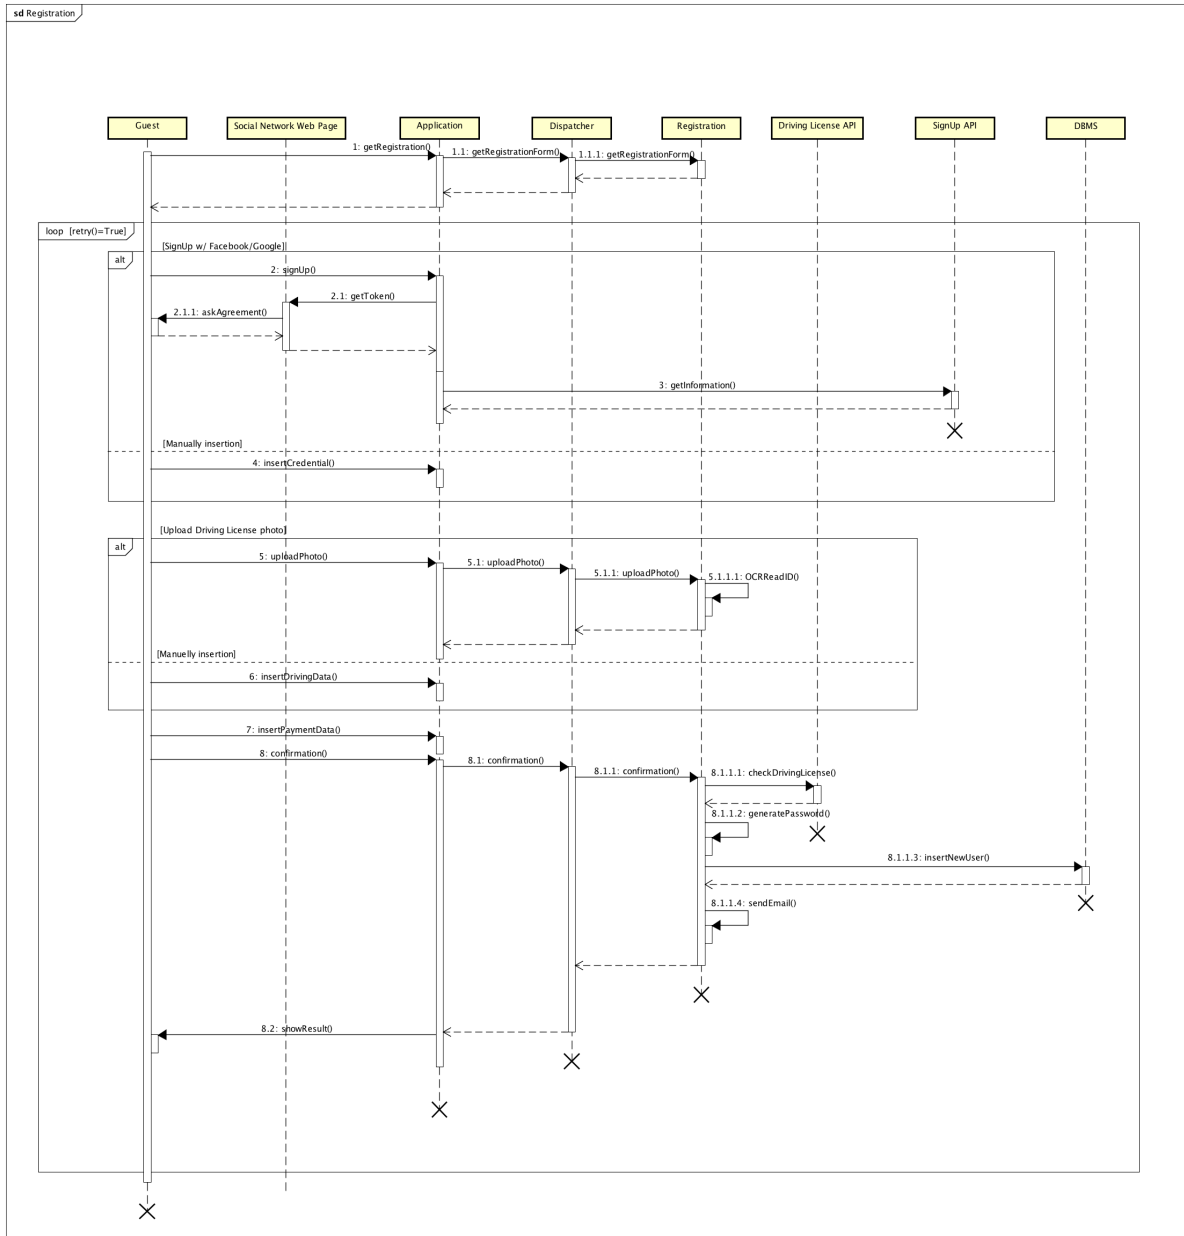 sd Registration
Guest
Social Network Web Page
Application
Dispatcher
Registration
Driving License API
SignUp API
DBMS
1: getRegistration()
1.1: getRegistrationForm()
1.1.1: getRegistrationForm()
loop [retry()=True]
[SignUp w/ Facebook/Google]
alt
2: signUp()
2.1: getToken()
2.1.1: askAgreement()
3: getInformation()
[Manually insertion]
4: insertCredential()
[Upload Driving License photo]
alt
5: uploadPhoto()
5.1: uploadPhoto()
5.1.1: uploadPhoto()
5.1.1.1: OCRReadID()
[Manuelly insertion]
6: insertDrivingData()
7: insertPaymentData()
8: confirmation()
8.1: confirmation()
8.1.1: confirmation()
8.1.1.1: checkDrivingLicense()
8.1.1.2: generatePassword()
8.1.1.3: insertNewUser()
8.1.1.4: sendEmail()
8.2: showResult()